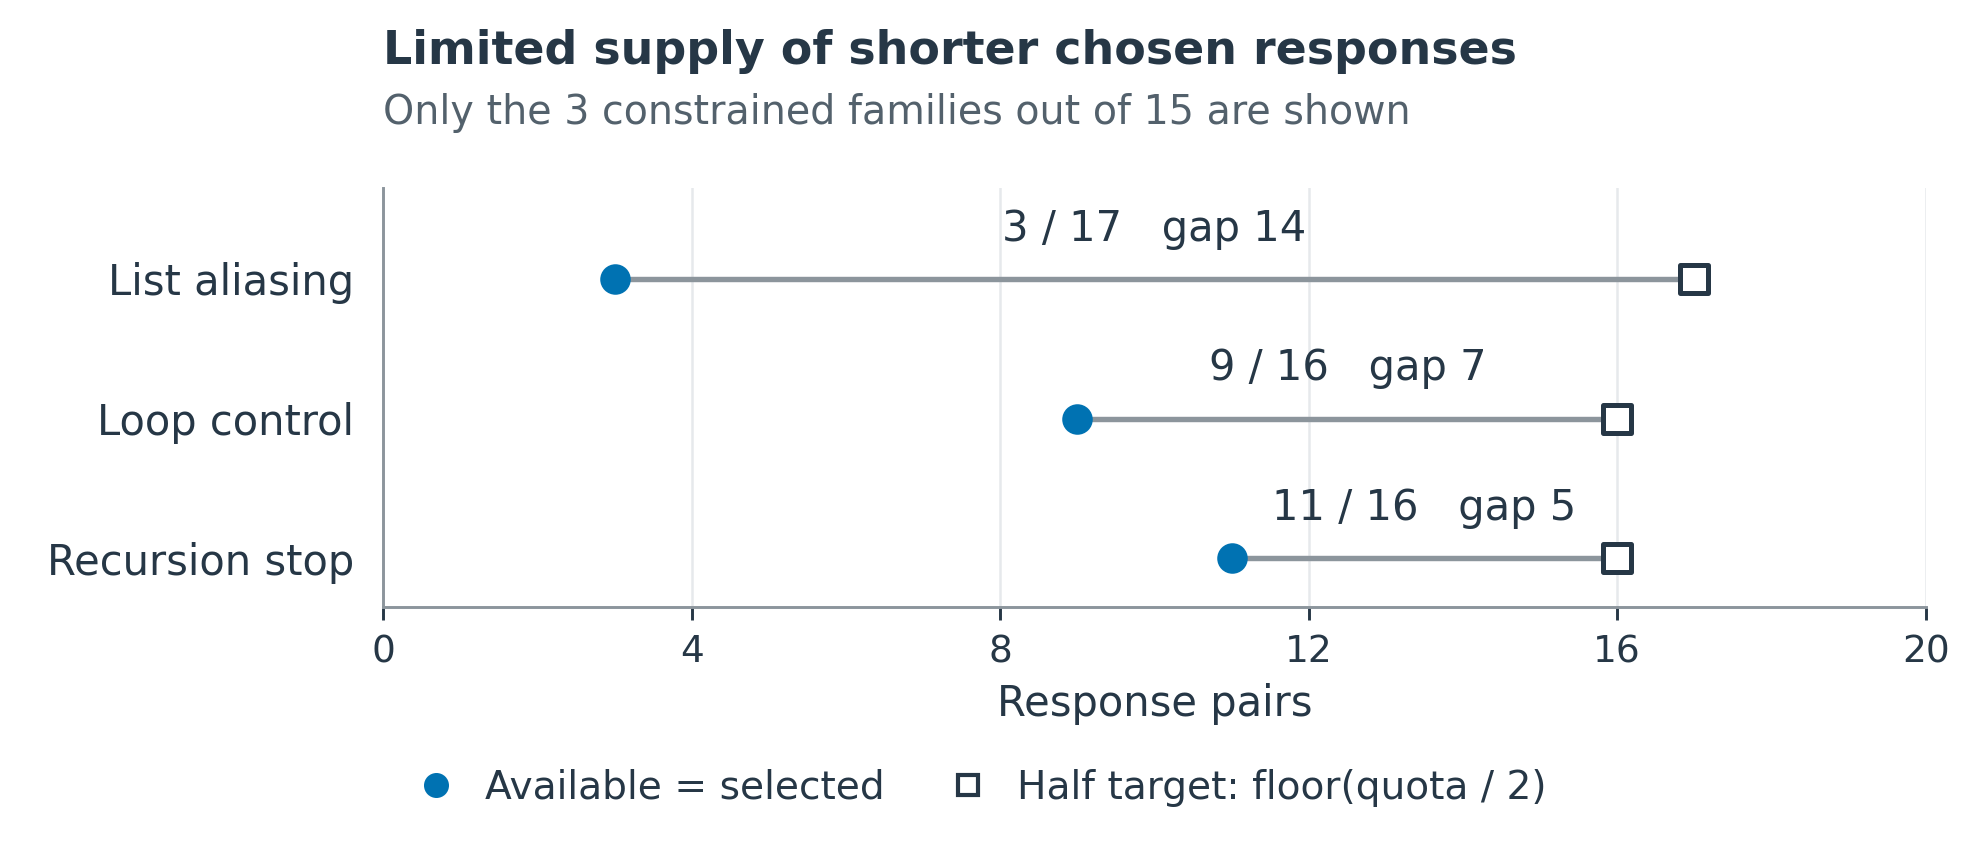 Limited supply of shorter chosen responses
Only the 3 constrained families out of 15 are shown
3 / 17 gap 14
List aliasing
9 / 16 gap 7
Loop control
11 / 16 gap 5
Recursion stop
0 4 8 12 16 20
Response pairs
Available = selected Half target: floor(quota / 2)